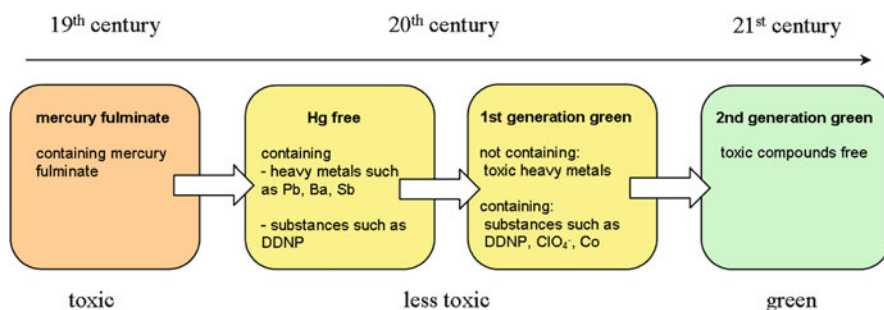 19th century
20th century
21st century
mercury fulminate
containing mercury
fulminate
Hg free
containing
- heavy metals such
as Pb, Ba, Sb
- substances such as
DDNP
1st generation green
not containing:
toxic heavy metals
containing:
substances such as
DDNP, ClO₄⁻, Co
2nd generation green
toxic compounds free
toxic
less toxic
green